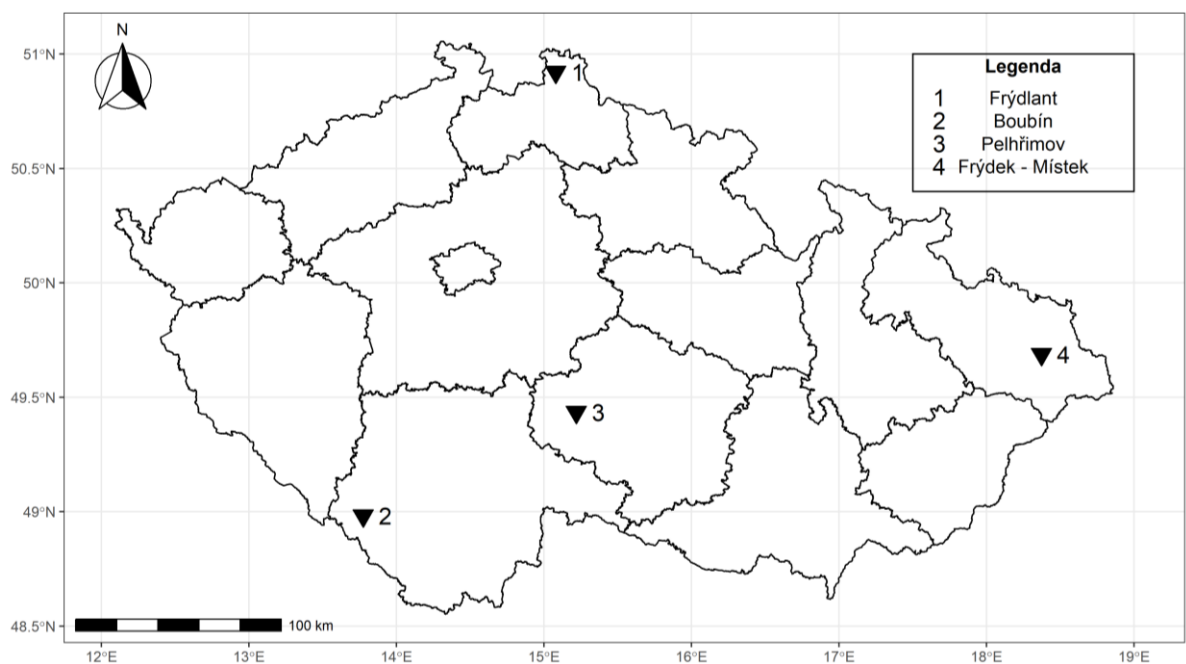 N
51°N
50.5°N
50°N
49.5°N
49°N
48.5°N
1
2
3
4
Legenda
1 Frýdlant
2 Boubín
3 Pelhřimov
4 Frýdek - Místek
100 km
12°E 13°E 14°E 15°E 16°E 17°E 18°E 19°E